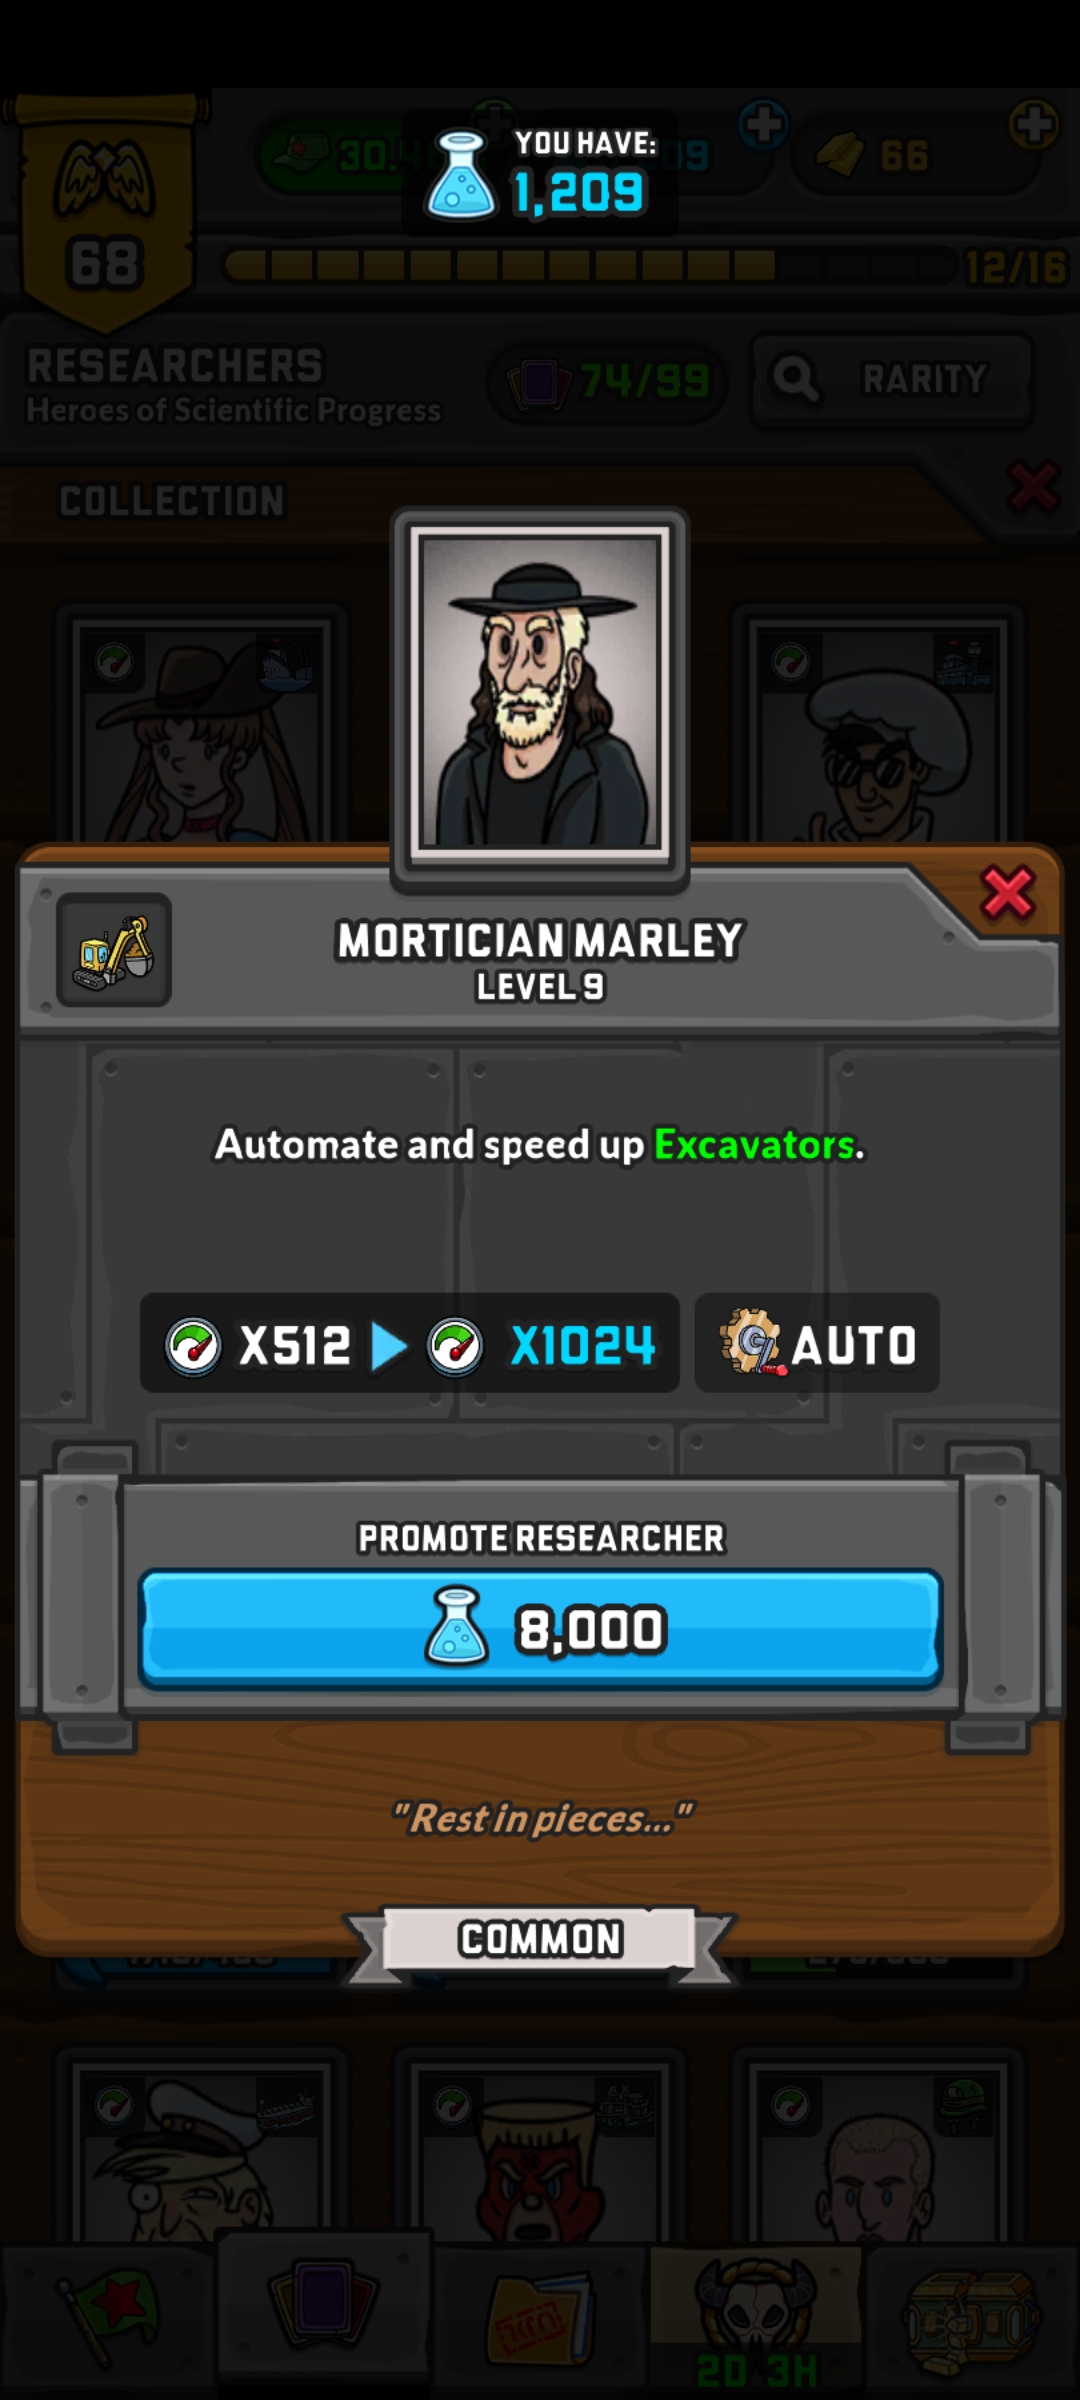 YOU HAVE:
1,209
66
68
12/16
RESEARCHERS
Heroes of Scientific Progress
74/99
RARITY
COLLECTION
MORTICIAN MARLEY
LEVEL 9
Automate and speed up Excavators.
X512
X1024
AUTO
PROMOTE RESEARCHER
8,000
"Rest in pieces..."
COMMON
2D 3H